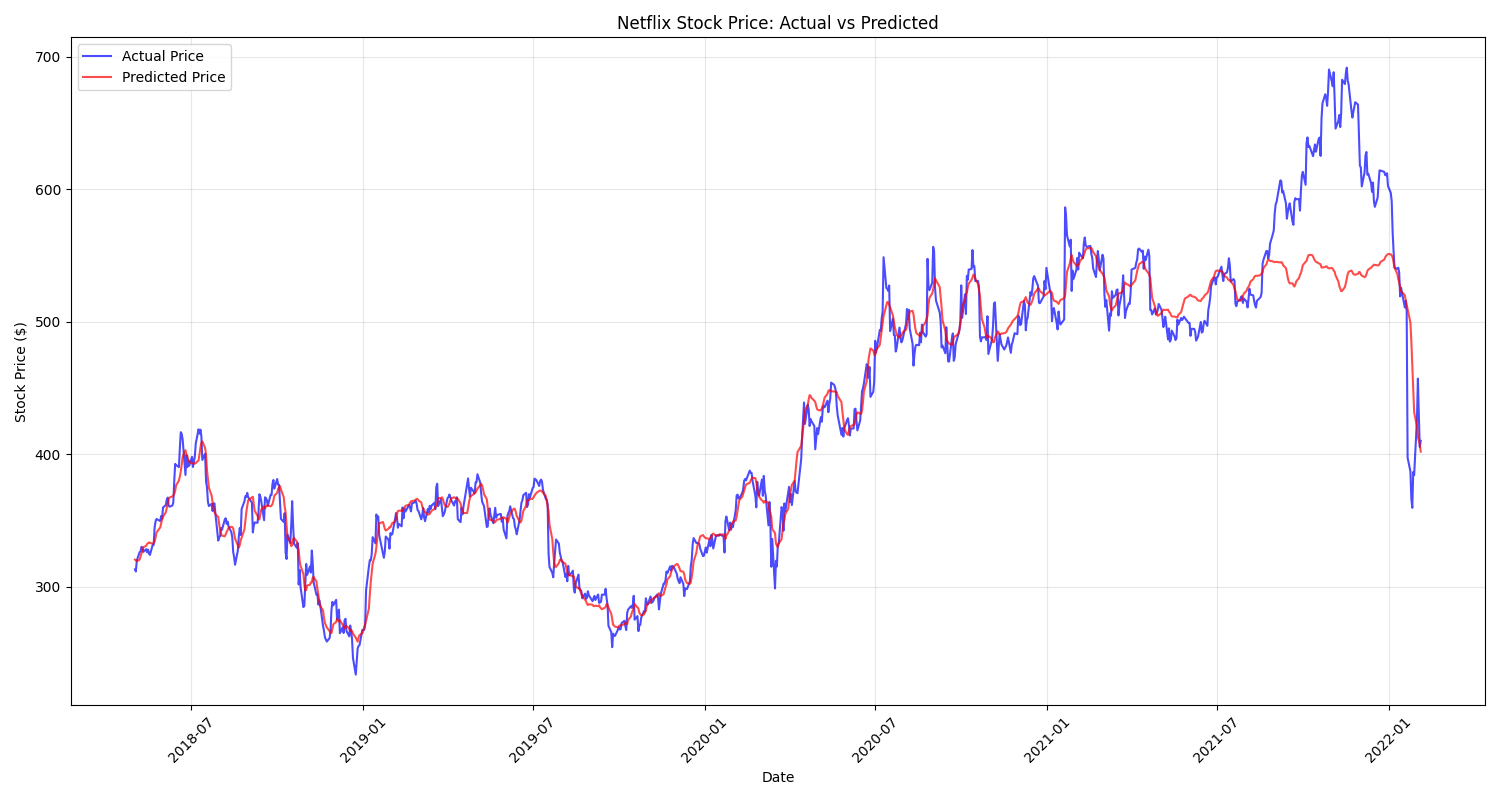 Netflix Stock Price: Actual vs Predicted
Actual Price
Predicted Price
700
600
500
400
300
Stock Price ($)
2018-07
2019-01
2019-07
2020-01
2020-07
2021-01
2021-07
2022-01
Date